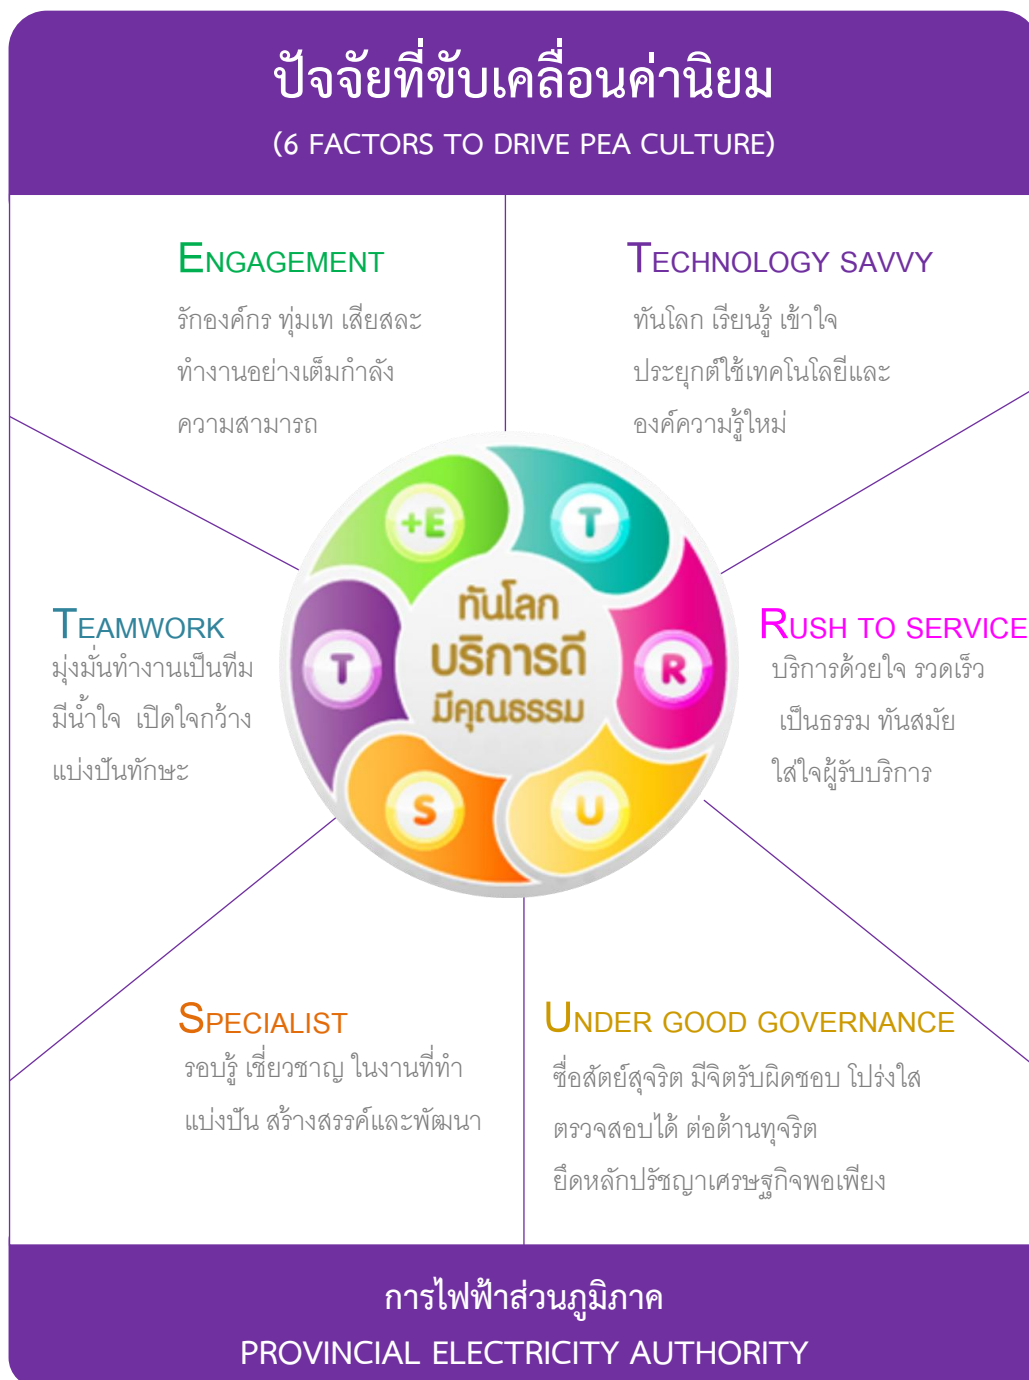 ปัจจัยที่ขับเคลื่อนค่านิยม
(6 FACTORS TO DRIVE PEA CULTURE)
ENGAGEMENT
รักองค์กร ทุ่มเท เสียสละ
ทำงานอย่างเต็มกำลัง
ความสามารถ
TECHNOLOGY SAVVY
ทันโลก เรียนรู้ เข้าใจ
ประยุกต์ใช้เทคโนโลยีและ
องค์ความรู้ใหม่
+E
T
TEAMWORK
มุ่งมั่นทำงานเป็นทีม
มีน้ำใจ เปิดใจกว้าง
แบ่งปันทักษะ
T
ทันโลก
บริการดี
มีคุณธรรม
R
RUSH TO SERVICE
บริการด้วยใจ รวดเร็ว
เป็นธรรม ทันสมัย
ใส่ใจผู้รับบริการ
S
U
SPECIALIST
รอบรู้ เชี่ยวชาญ ในงานที่ทำ
แบ่งปัน สร้างสรรค์และพัฒนา
UNDER GOOD GOVERNANCE
ซื่อสัตย์สุจริต มีจิตรับผิดชอบ โปร่งใส
ตรวจสอบได้ ต่อต้านทุจริต
ยึดหลักปรัชญาเศรษฐกิจพอเพียง
การไฟฟ้าส่วนภูมิภาค
PROVINCIAL ELECTRICITY AUTHORITY